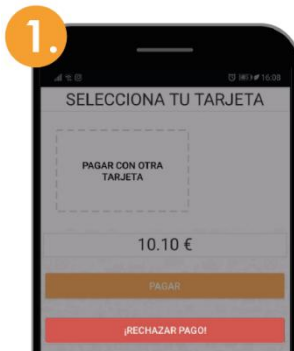 1.
16:08
SELECCIONA TU TARJETA
PAGAR CON OTRA
TARJETA
10.10 €
PAGAR
¡RECHAZAR PAGO!